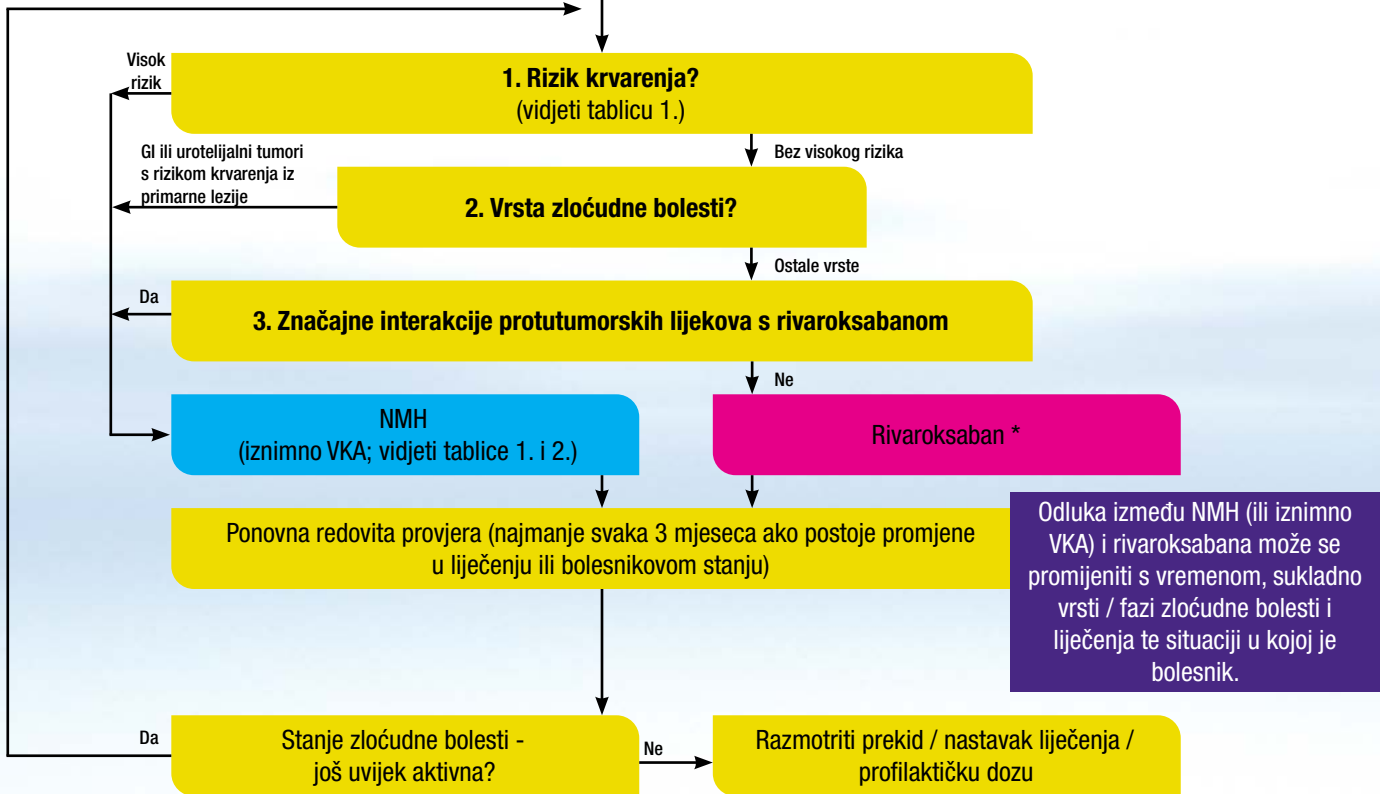 Visok
rizik
1. Rizik krvarenja?
(vidjeti tablicu 1.)
GI ili urotelijalni tumori
s rizikom krvarenja iz
primarne lezije
Bez visokog rizika
2. Vrsta zloćudne bolesti?
Ostale vrste
Da
3. Značajne interakcije protutumorskih lijekova s rivaroksabanom
Ne
NMH
(iznimno VKA; vidjeti tablice 1. i 2.)
Rivaroksaban *
Ponovna redovita provjera (najmanje svaka 3 mjeseca ako postoje promjene
u liječenju ili bolesnikovom stanju)
Odluka između NMH (ili iznimno
VKA) i rivaroksabana može se
promijeniti s vremenom, sukladno
vrsti / fazi zloćudne bolesti i
liječenja te situaciji u kojoj je
bolesnik.
Da
Stanje zloćudne bolesti -
još uvijek aktivna?
Ne
Razmotriti prekid / nastavak liječenja /
profilaktičku dozu